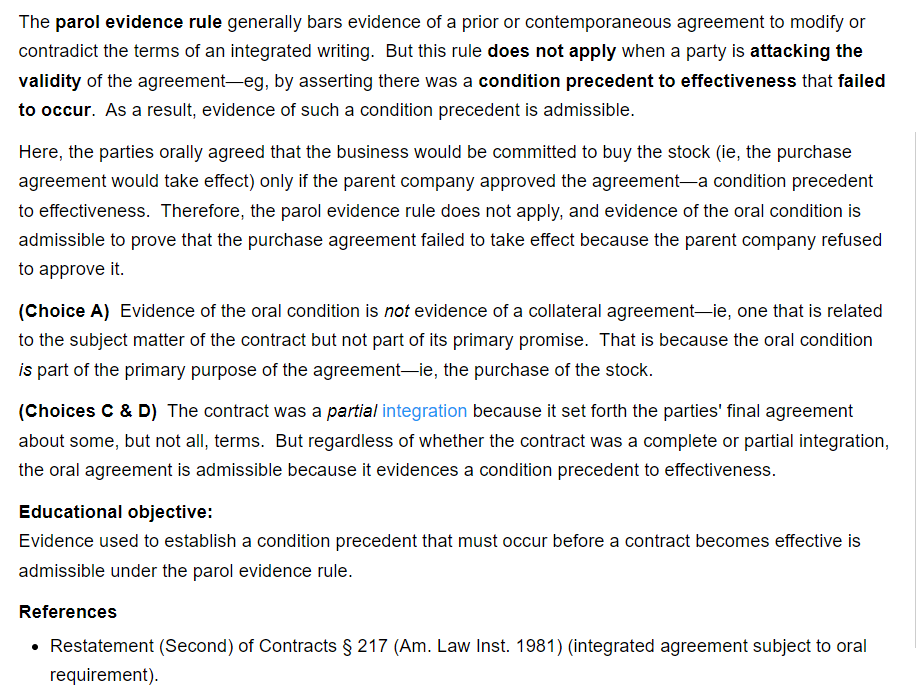 The parol evidence rule generally bars evidence of a prior or contemporaneous agreement to modify or
contradict the terms of an integrated writing.  But this rule does not apply when a party is attacking the
validity of the agreement—eg, by asserting there was a condition precedent to effectiveness that failed
to occur.  As a result, evidence of such a condition precedent is admissible.
Here, the parties orally agreed that the business would be committed to buy the stock (ie, the purchase
agreement would take effect) only if the parent company approved the agreement—a condition precedent
to effectiveness.  Therefore, the parol evidence rule does not apply, and evidence of the oral condition is
admissible to prove that the purchase agreement failed to take effect because the parent company refused
to approve it.
(Choice A)  Evidence of the oral condition is not evidence of a collateral agreement—ie, one that is related
to the subject matter of the contract but not part of its primary promise.  That is because the oral condition
is part of the primary purpose of the agreement—ie, the purchase of the stock.
(Choices C & D)  The contract was a partial integration because it set forth the parties' final agreement
about some, but not all, terms.  But regardless of whether the contract was a complete or partial integration,
the oral agreement is admissible because it evidences a condition precedent to effectiveness.
Educational objective:
Evidence used to establish a condition precedent that must occur before a contract becomes effective is
admissible under the parol evidence rule.
References
• Restatement (Second) of Contracts § 217 (Am. Law Inst. 1981) (integrated agreement subject to oral
requirement).